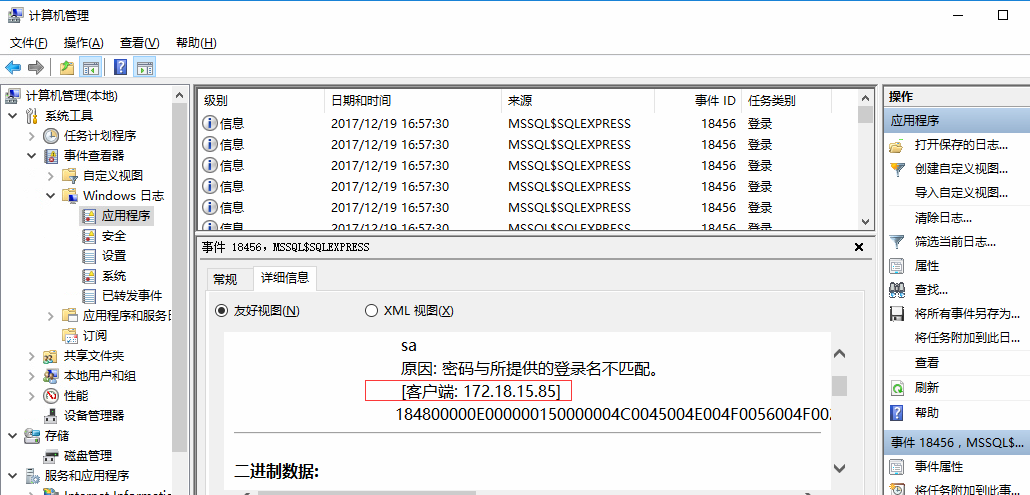 计算机管理
文件(F) 操作(A) 查看(V) 帮助(H)
计算机管理(本地)
系统工具
任务计划程序
事件查看器
自定义视图
Windows 日志
应用程序
安全
设置
系统
已转发事件
应用程序和服务日
订阅
共享文件夹
本地用户和组
性能
设备管理器
存储
磁盘管理
服务和应用程序
Internet Informatic
级别 日期和时间 来源 事件 ID 任务类别
信息 2017/12/19 16:57:30 MSSQL$SQLEXPRESS 18456 登录
信息 2017/12/19 16:57:30 MSSQL$SQLEXPRESS 18456 登录
信息 2017/12/19 16:57:30 MSSQL$SQLEXPRESS 18456 登录
信息 2017/12/19 16:57:30 MSSQL$SQLEXPRESS 18456 登录
信息 2017/12/19 16:57:30 MSSQL$SQLEXPRESS 18456 登录
信息 2017/12/19 16:57:30 MSSQL$SQLEXPRESS 18456 登录
事件 18456，MSSQL$SQLEXPRESS
常规 详细信息
友好视图(N) XML 视图(X)
sa
原因: 密码与所提供的登录名不匹配。
[客户端: 172.18.15.85]
184800000E000000150000004C0045004E004F0056004F00
二进制数据:
操作
应用程序
打开保存的日志...
创建自定义视图...
导入自定义视图...
清除日志...
筛选当前日志...
属性
查找...
将所有事件另存为...
将任务附加到此日...
查看
刷新
帮助
事件 18456，MSSQL$...
事件属性
将任务附加到此事...